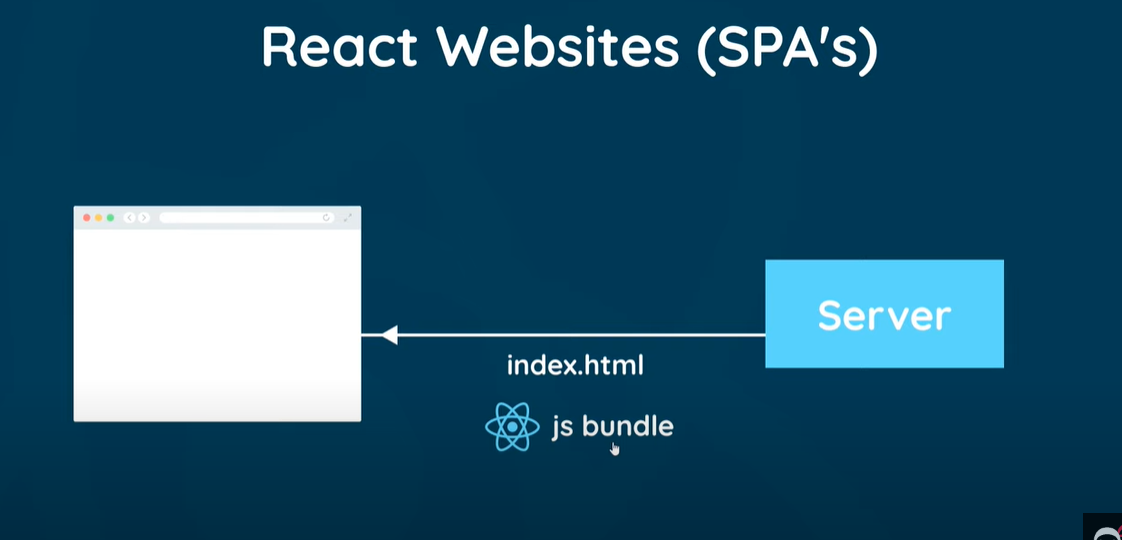 React Websites (SPA's)
Server
index.html
js bundle